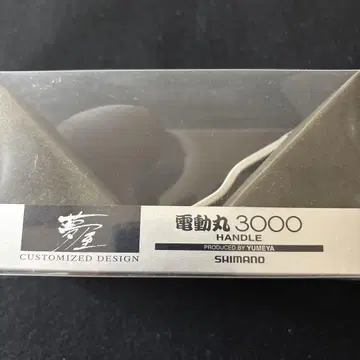 夢屋
CUSTOMIZED DESIGN
電動丸 3000
HANDLE
PRODUCED BY YUMEYA
SHIMANO